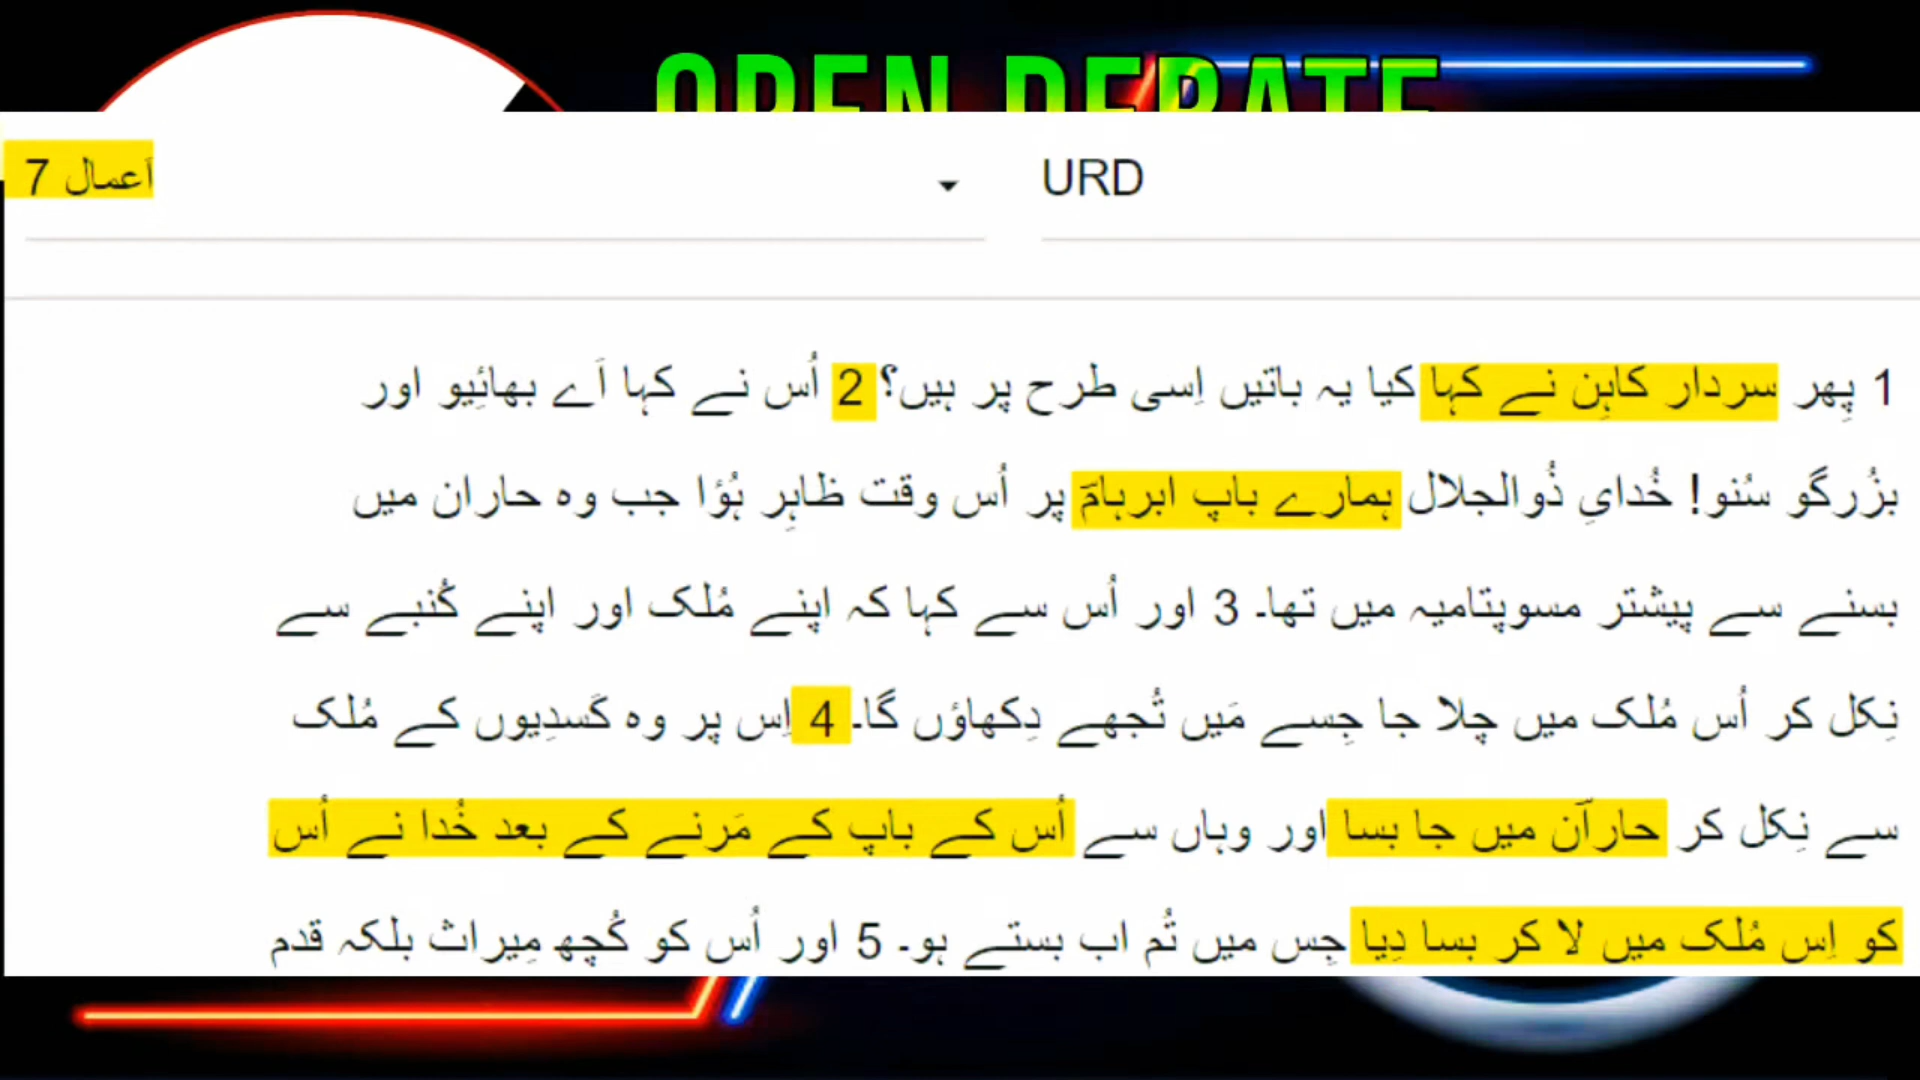 OPEN DEBATE
اَعمال 7
URD
1 پِھر سردار کاہِن نے کہا کیا یہ باتیں اِسی طرح پر ہیں؟ 2 اُس نے کہا اَے بھائِیو اور
بزُرگو سُنو! خُدایِ ذُوالجلال ہمارے باپ ابرہامؔ پر اُس وقت ظاہِر ہُؤا جب وہ حاران میں
بسنے سے پیشتر مسوپتامیہ میں تھا۔ 3 اور اُس سے کہا کہ اپنے مُلک اور اپنے کُنبے سے
نِکل کر اُس مُلک میں چلا جا جِسے مَیں تُجھے دِکھاؤں گا۔ 4 اِس پر وہ کَسدِیوں کے مُلک
سے نِکل کر حاراؔن میں جا بسا اور وہاں سے اُس کے باپ کے مَرنے کے بعد خُدا نے اُس
کو اِس مُلک میں لا کر بسا دِیا جِس میں تُم اب بستے ہو۔ 5 اور اُس کو کُچھ مِیراث بلکہ قدم